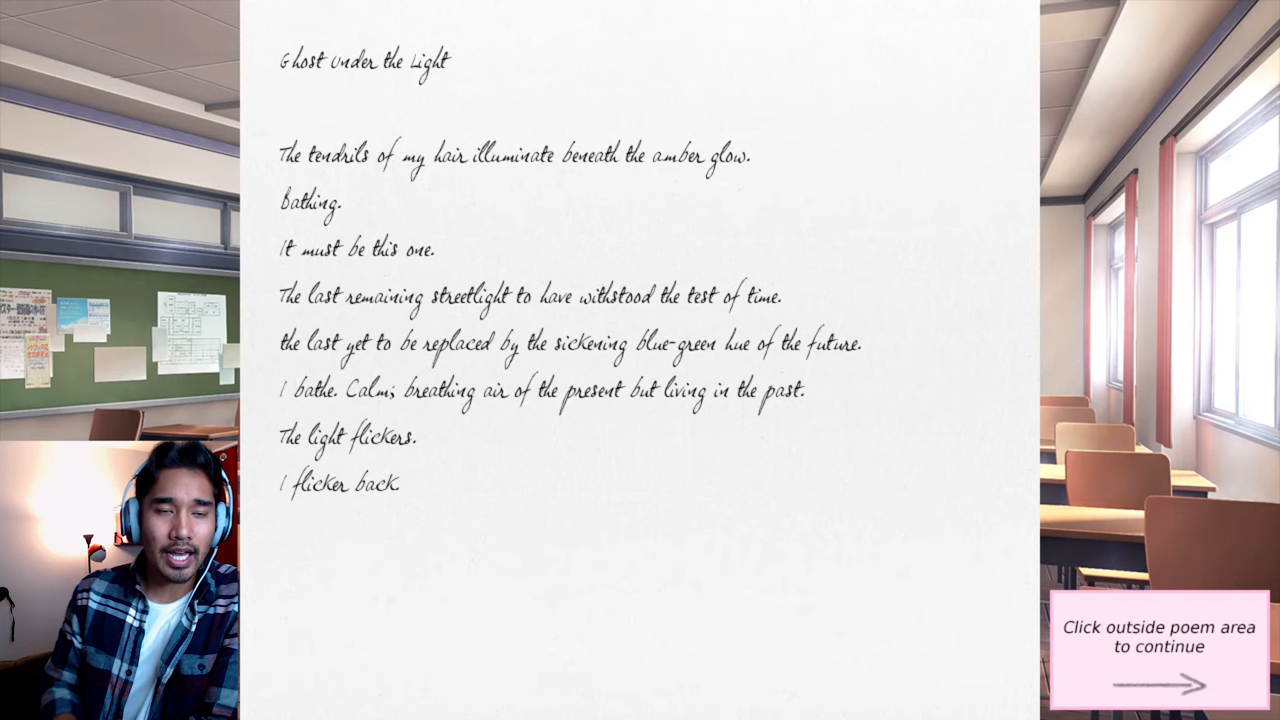 Ghost Under the Light
The tendrils of my hair illuminate beneath the amber glow.
Bathing.
It must be this one.
The last remaining streetlight to have withstood the test of time.
the last yet to be replaced by the sickening blue-green hue of the future.
I bathe. Calm; breathing air of the present but living in the past.
The light flickers.
I flicker back.
Click outside poem area
to continue